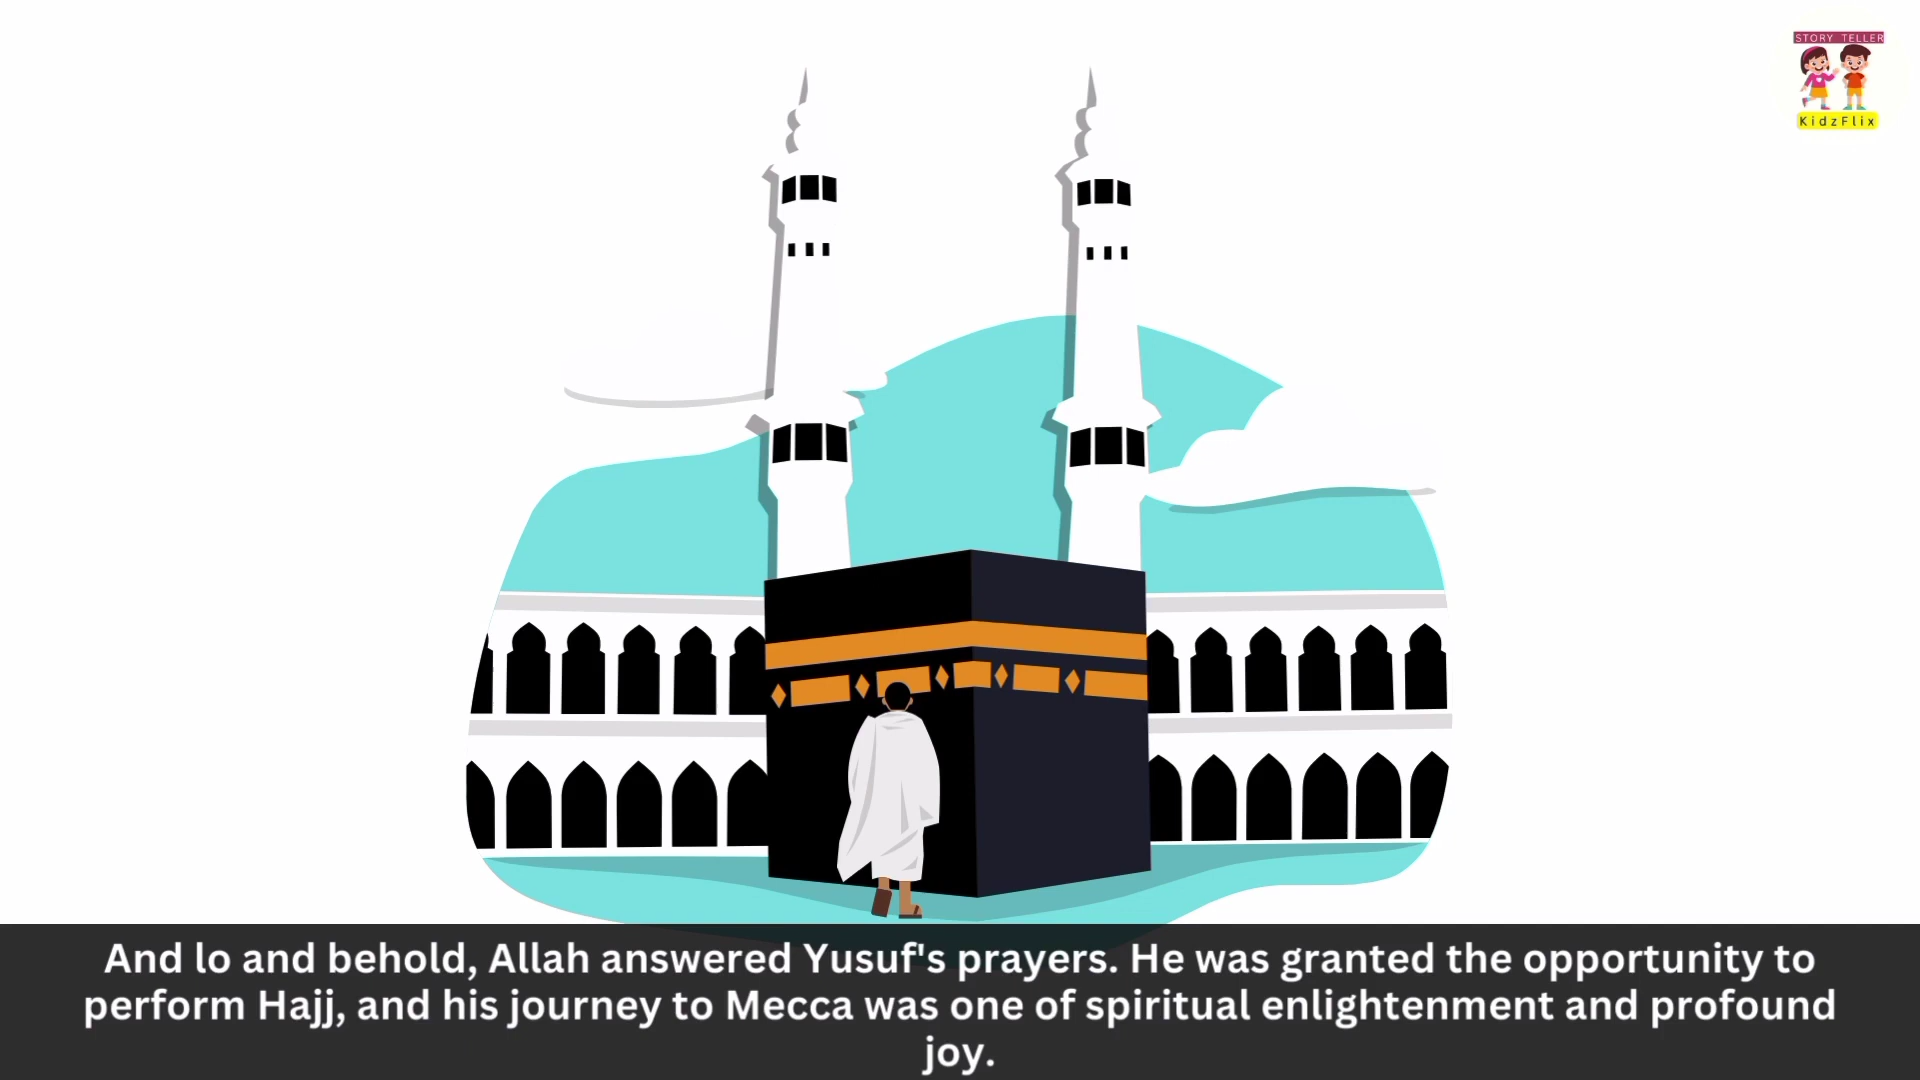 STORY TELLER
KidzFlix
And lo and behold, Allah answered Yusuf's prayers. He was granted the opportunity to
perform Hajj, and his journey to Mecca was one of spiritual enlightenment and profound
joy.